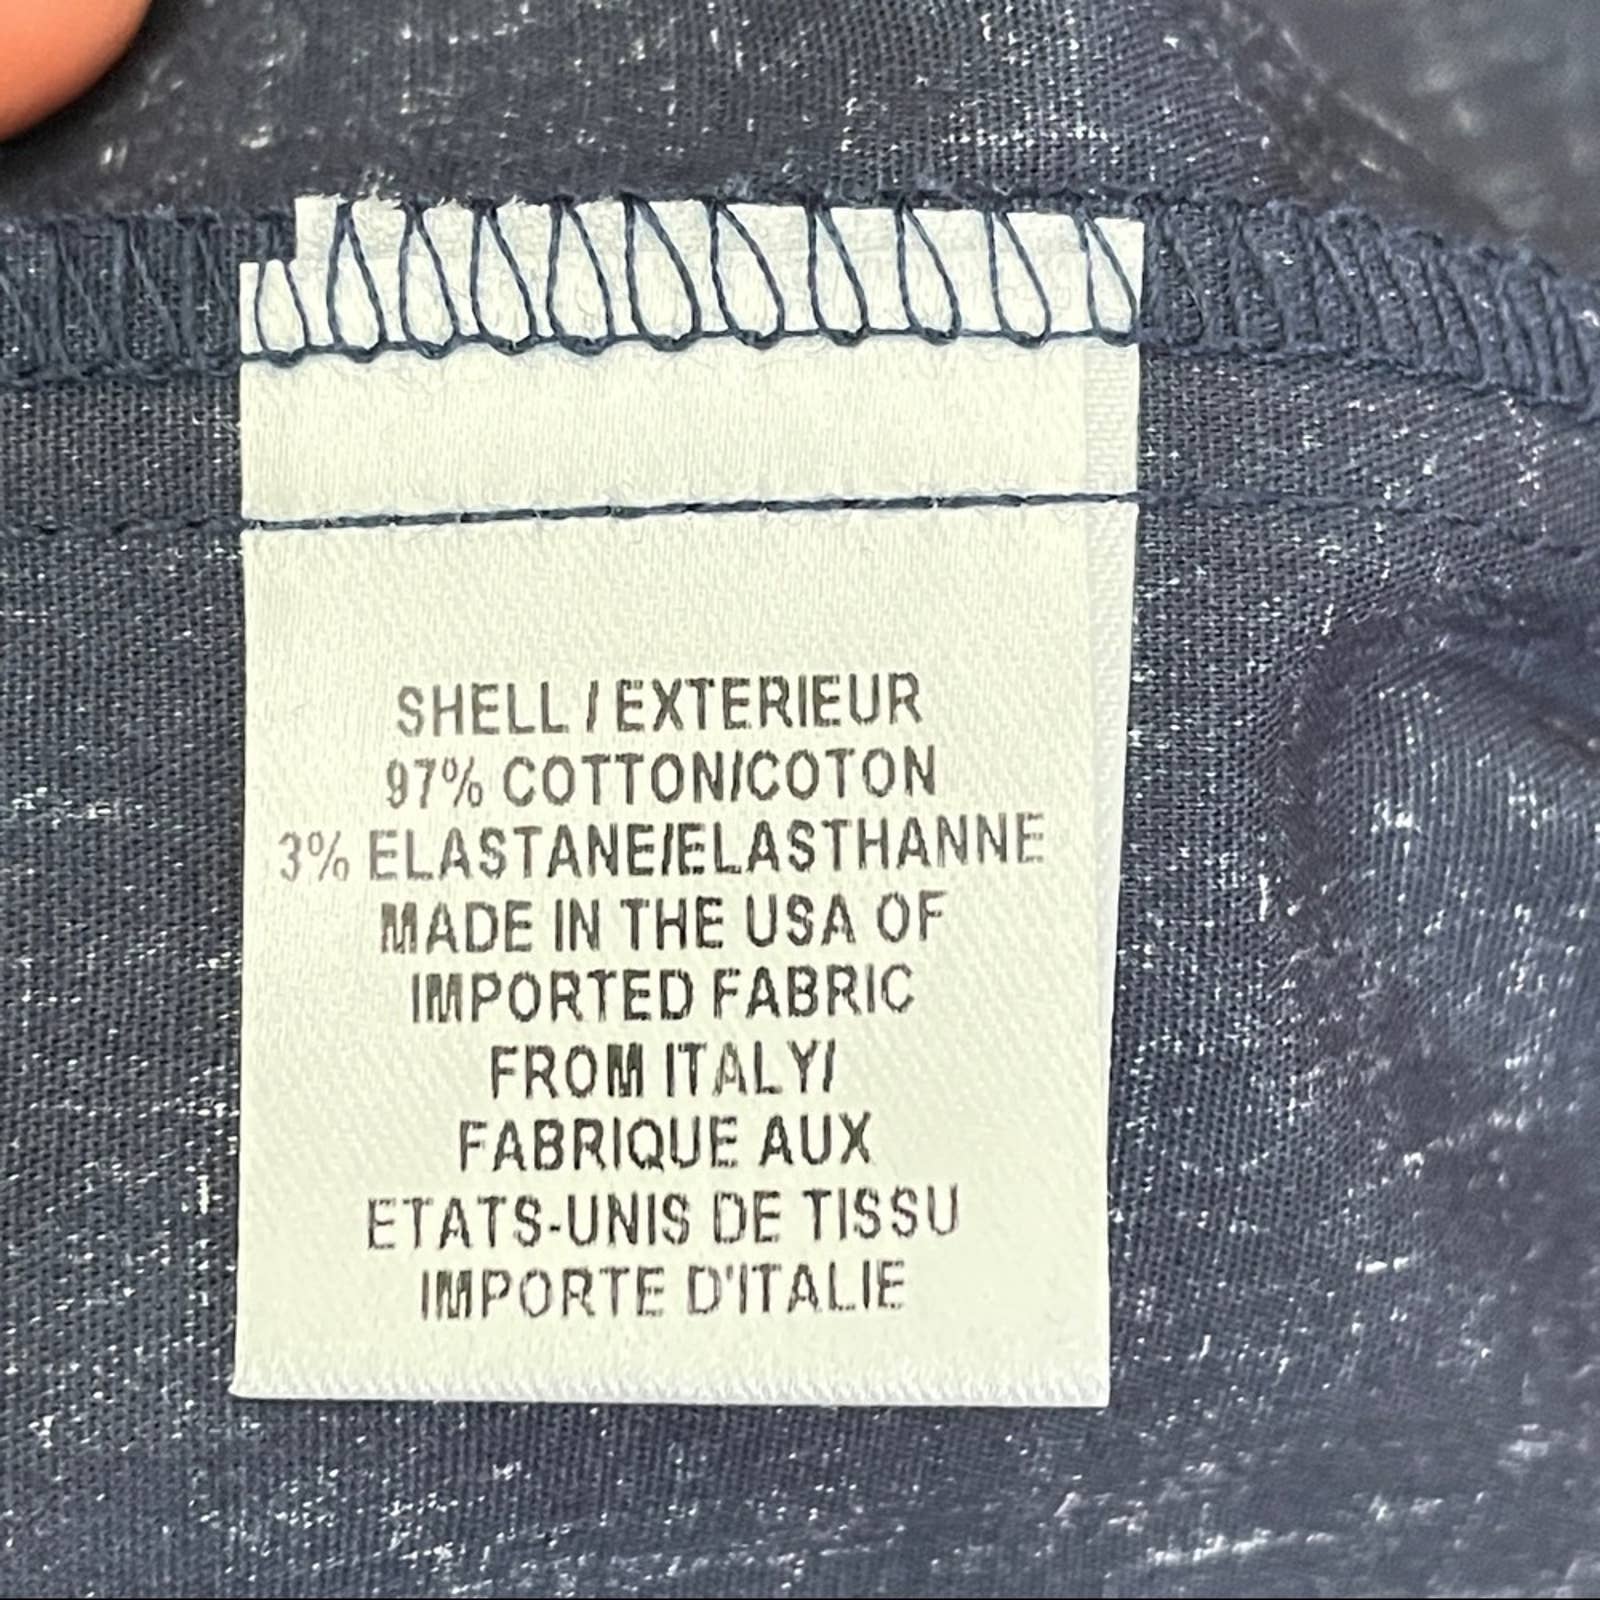 SHELL / EXTERIEUR
97% COTTON/COTON
3% ELASTANE/ELASTHANNE
MADE IN THE USA OF
IMPORTED FABRIC
FROM ITALY/
FABRIQUE AUX
ETATS-UNIS DE TISSU
IMPORTE D'ITALIE